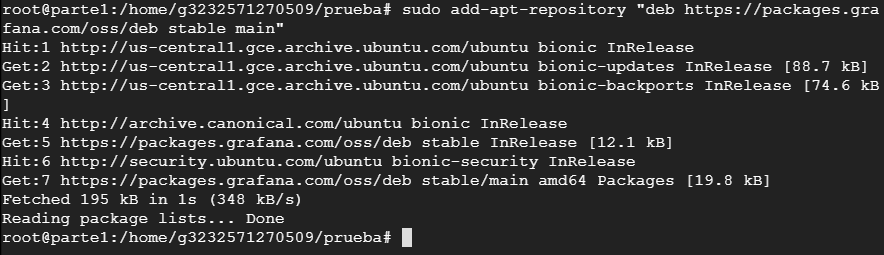 root@parte1:/home/g3232571270509/prueba# sudo add-apt-repository "deb https://packages.gra
fana.com/oss/deb stable main"
Hit:1 http://us-central1.gce.archive.ubuntu.com/ubuntu bionic InRelease
Get:2 http://us-central1.gce.archive.ubuntu.com/ubuntu bionic-updates InRelease [88.7 kB]
Get:3 http://us-central1.gce.archive.ubuntu.com/ubuntu bionic-backports InRelease [74.6 kB
]
Hit:4 http://archive.canonical.com/ubuntu bionic InRelease
Get:5 https://packages.grafana.com/oss/deb stable InRelease [12.1 kB]
Hit:6 http://security.ubuntu.com/ubuntu bionic-security InRelease
Get:7 https://packages.grafana.com/oss/deb stable/main amd64 Packages [19.8 kB]
Fetched 195 kB in 1s (348 kB/s)
Reading package lists... Done
root@parte1:/home/g3232571270509/prueba#